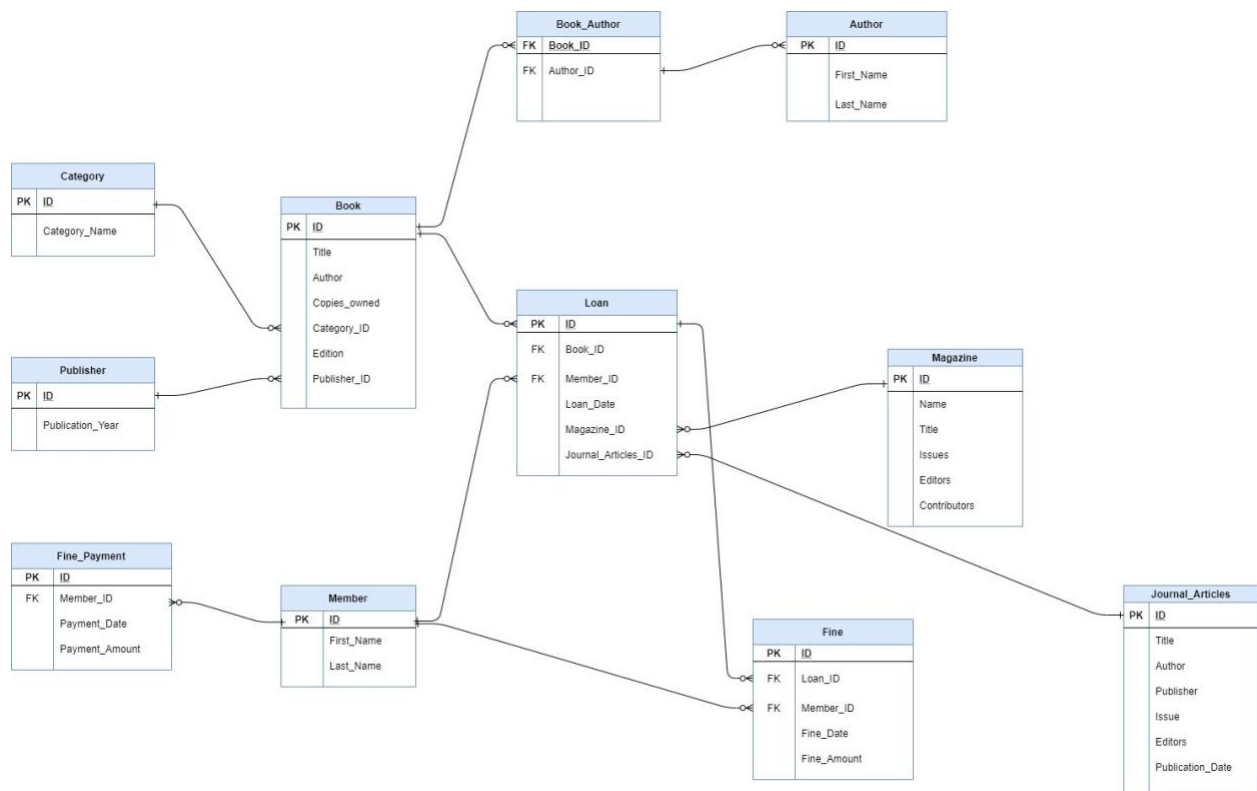 Book_Author
FK Book_ID
FK Author_ID
Author
PK ID
First_Name
Last_Name
Category
PK ID
Category_Name
Book
PK ID
Title
Author
Copies_owned
Category_ID
Edition
Publisher_ID
Publisher
PK ID
Publication_Year
Loan
PK ID
FK Book_ID
FK Member_ID
Loan_Date
Magazine_ID
Journal_Articles_ID
Magazine
PK ID
Name
Title
Issues
Editors
Contributors
Fine_Payment
PK ID
FK Member_ID
Payment_Date
Payment_Amount
Member
PK ID
First_Name
Last_Name
Fine
PK ID
FK Loan_ID
FK Member_ID
Fine_Date
Fine_Amount
Journal_Articles
PK ID
Title
Author
Publisher
Issue
Editors
Publication_Date